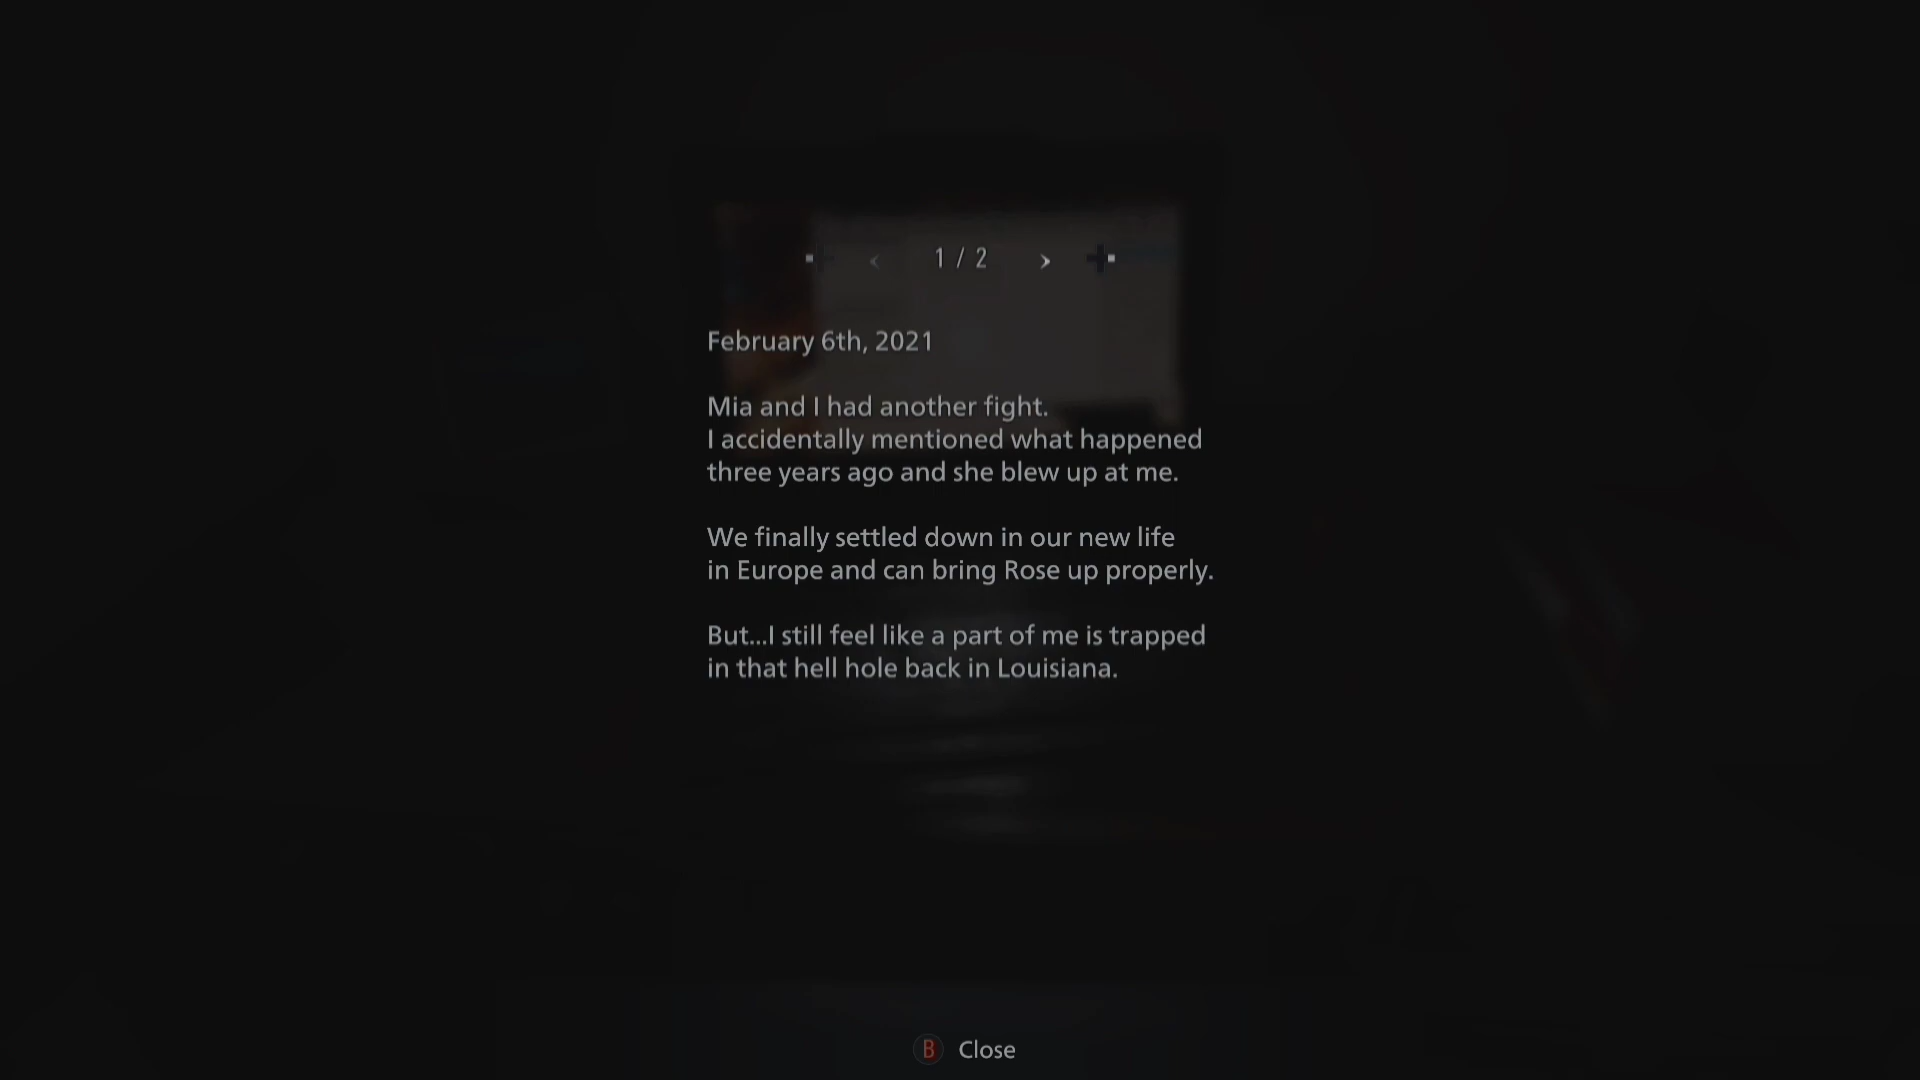 1 / 2
February 6th, 2021
Mia and I had another fight.
I accidentally mentioned what happened
three years ago and she blew up at me.
We finally settled down in our new life
in Europe and can bring Rose up properly.
But...I still feel like a part of me is trapped
in that hell hole back in Louisiana.
B Close